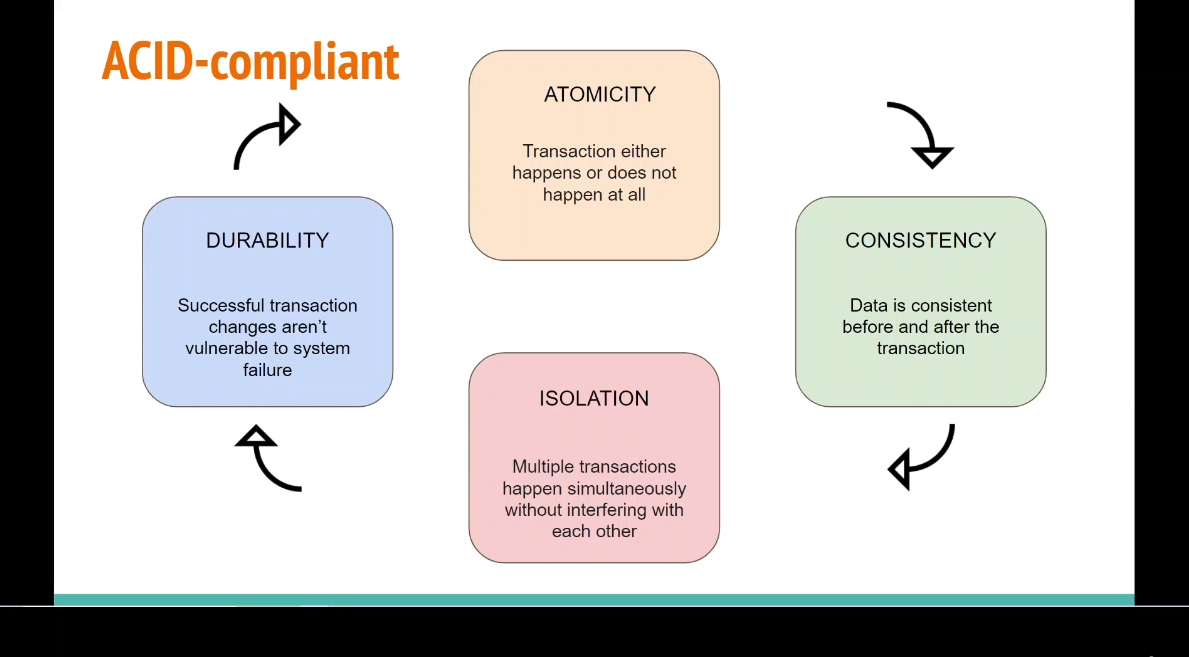 ACID-compliant
ATOMICITY
Transaction either
happens or does not
happen at all
CONSISTENCY
Data is consistent
before and after the
transaction
ISOLATION
Multiple transactions
happen simultaneously
without interfering with
each other
DURABILITY
Successful transaction
changes aren’t
vulnerable to system
failure